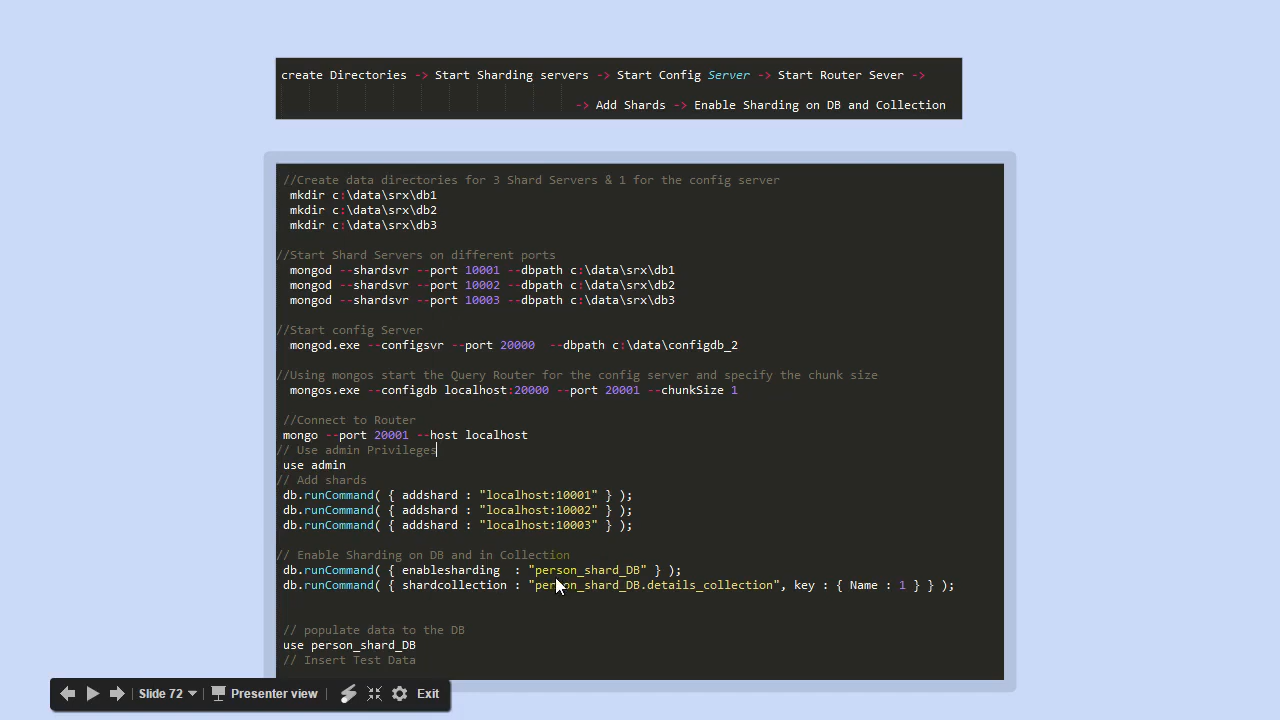 create Directories -> Start Sharding servers -> Start Config Server -> Start Router Sever ->
-> Add Shards -> Enable Sharding on DB and Collection
//Create data directories for 3 Shard Servers & 1 for the config server
mkdir c:\data\srx\db1
mkdir c:\data\srx\db2
mkdir c:\data\srx\db3
//Start Shard Servers on different ports
mongod --shardsvr --port 10001 --dbpath c:\data\srx\db1
mongod --shardsvr --port 10002 --dbpath c:\data\srx\db2
mongod --shardsvr --port 10003 --dbpath c:\data\srx\db3
//Start config Server
mongod.exe --configsvr --port 20000  --dbpath c:\data\configdb_2
//Using mongos start the Query Router for the config server and specify the chunk size
mongos.exe --configdb localhost:20000 --port 20001 --chunkSize 1
//Connect to Router
mongo --port 20001 --host localhost
// Use admin Privileges
use admin
// Add shards
db.runCommand( { addshard : "localhost:10001" } );
db.runCommand( { addshard : "localhost:10002" } );
db.runCommand( { addshard : "localhost:10003" } );
// Enable Sharding on DB and in Collection
db.runCommand( { enablesharding  : "person_shard_DB" } );
db.runCommand( { shardcollection : "person_shard_DB.details_collection", key : { Name : 1 } } );
// populate data to the DB
use person_shard_DB
// Insert Test Data
Slide 72 Presenter view Exit